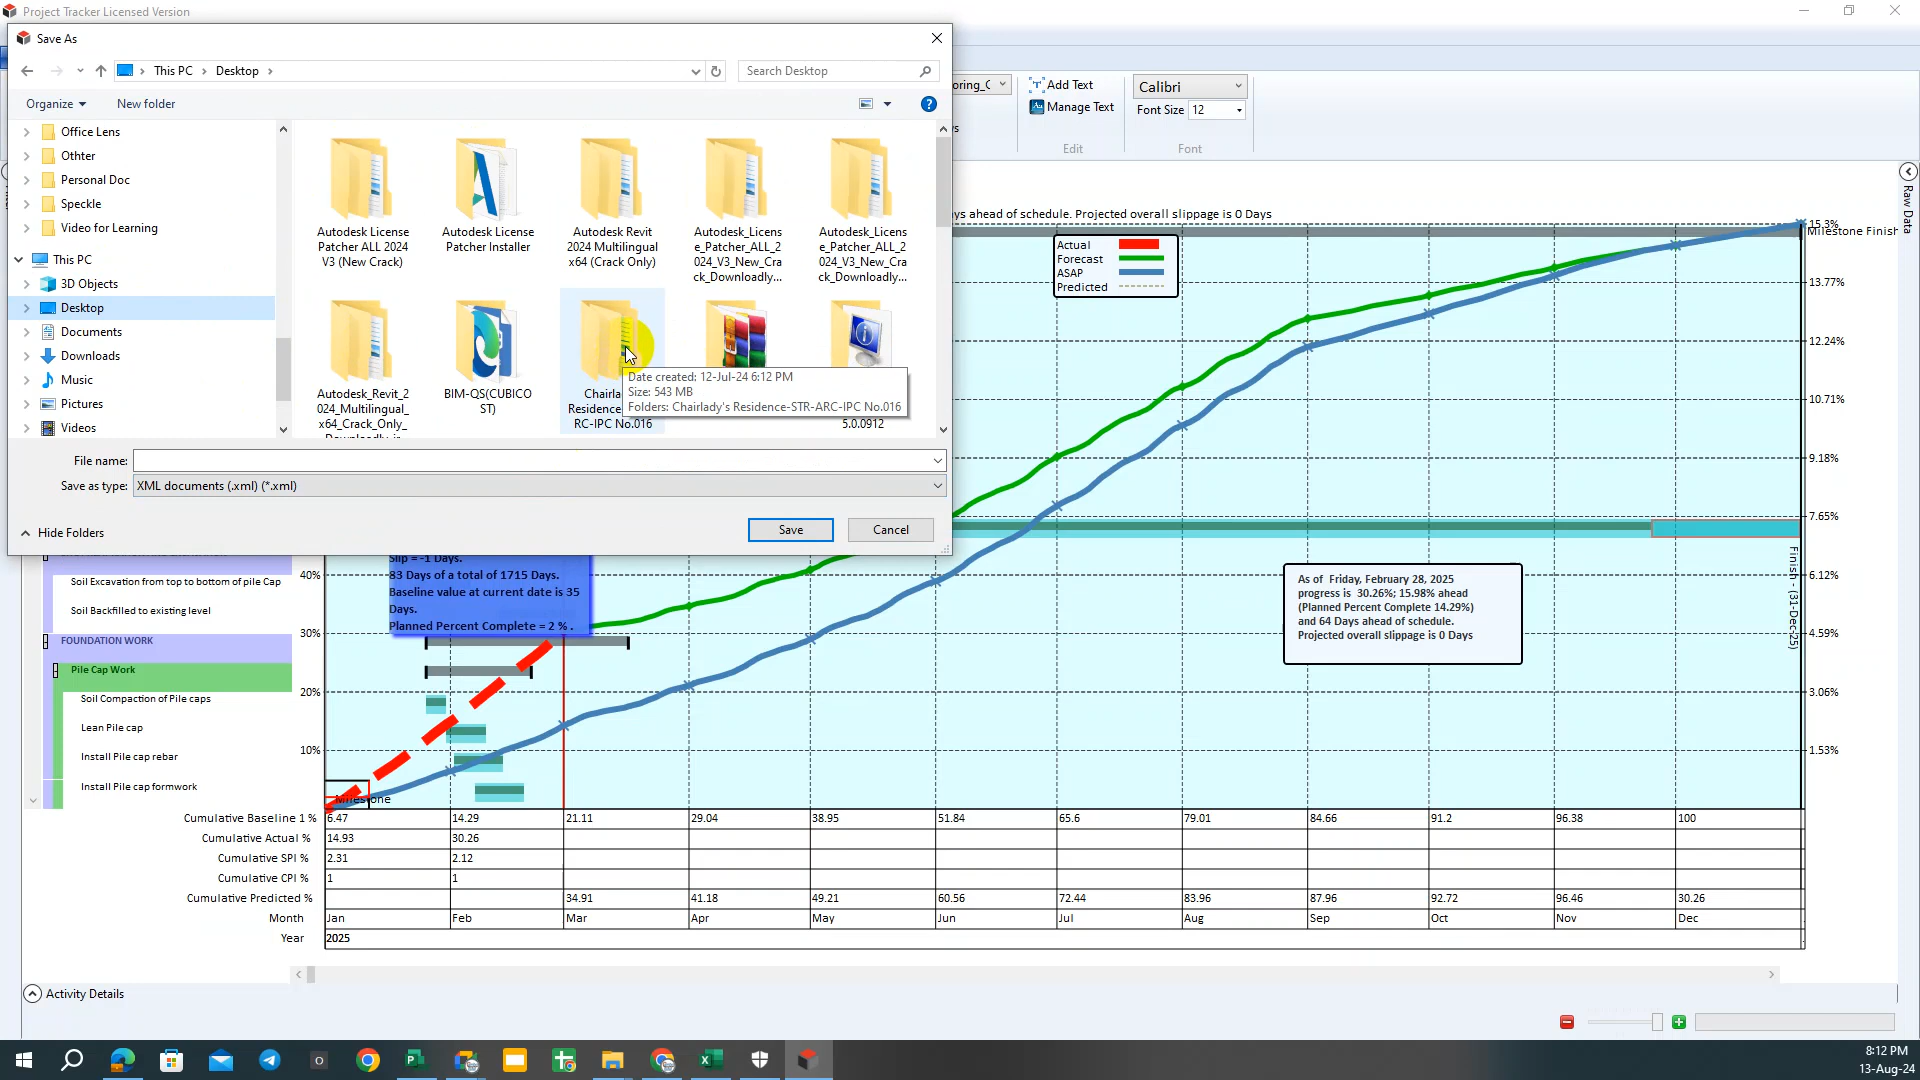 Project Tracker Licensed Version
Save As
This PC
Desktop
Search Desktop
Organize
New folder
Office Lens
Othter
Personal Doc
Speckle
Video for Learning
This PC
3D Objects
Desktop
Documents
Downloads
Music
Pictures
Videos
Autodesk License
Patcher ALL 2024
V3 (New Crack)
Autodesk License
Patcher Installer
Autodesk Revit
2024 Multilingual
x64 (Crack Only)
Autodesk_Licens
e_Patcher_ALL_2
024_V3_New_Cra
ck_Downloadly...
Autodesk_Licens
e_Patcher_ALL_2
024_V3_New_Cra
ck_Downloadly...
Autodesk_Revit_2
024_Multilingual_
x64_Crack_Only_
BIM-QS(CUBICO
ST)
Chairla
Residence
RC-IPC No.016
5.0.0912
Date created: 12-Jul-24 6:12 PM
Size: 543 MB
Folders: Chairlady's Residence-STR-ARC-IPC No.016
File name:
Save as type:
XML documents (.xml) (*.xml)
Hide Folders
Save
Cancel
oring_C
Add Text
Manage Text
Edit
Calibri
Font Size
12
Font
Raw Data
ys ahead of schedule. Projected overall slippage is 0 Days
Actual
Forecast
ASAP
Predicted
Milestone Finish
15.3%
13.77%
12.24%
10.71%
9.18%
7.65%
6.12%
4.59%
3.06%
1.53%
Finish - (31-Dec-25)
Slip = -1 Days.
83 Days of a total of 1715 Days.
Baseline value at current date is 35
Days.
Planned Percent Complete = 2 % .
As of  Friday, February 28, 2025
progress is  30.26%; 15.98% ahead
(Planned Percent Complete 14.29%)
and 64 Days ahead of schedule.
Projected overall slippage is 0 Days
Soil Excavation from top to bottom of pile Cap
Soil Backfilled to existing level
FOUNDATION WORK
Pile Cap Work
Soil Compaction of Pile caps
Lean Pile cap
Install Pile cap rebar
Install Pile cap formwork
40%
30%
20%
10%
Milestone
Cumulative Baseline 1 % 6.47 14.29 21.11 29.04 38.95 51.84 65.6 79.01 84.66 91.2 96.38 100
Cumulative Actual % 14.93 30.26
Cumulative SPI % 2.31 2.12
Cumulative CPI % 1 1
Cumulative Predicted % 34.91 41.18 49.21 60.56 72.44 83.96 87.96 92.72 96.46 30.26
Month Jan Feb Mar Apr May Jun Jul Aug Sep Oct Nov Dec
Year 2025
Activity Details
8:12 PM
13-Aug-24